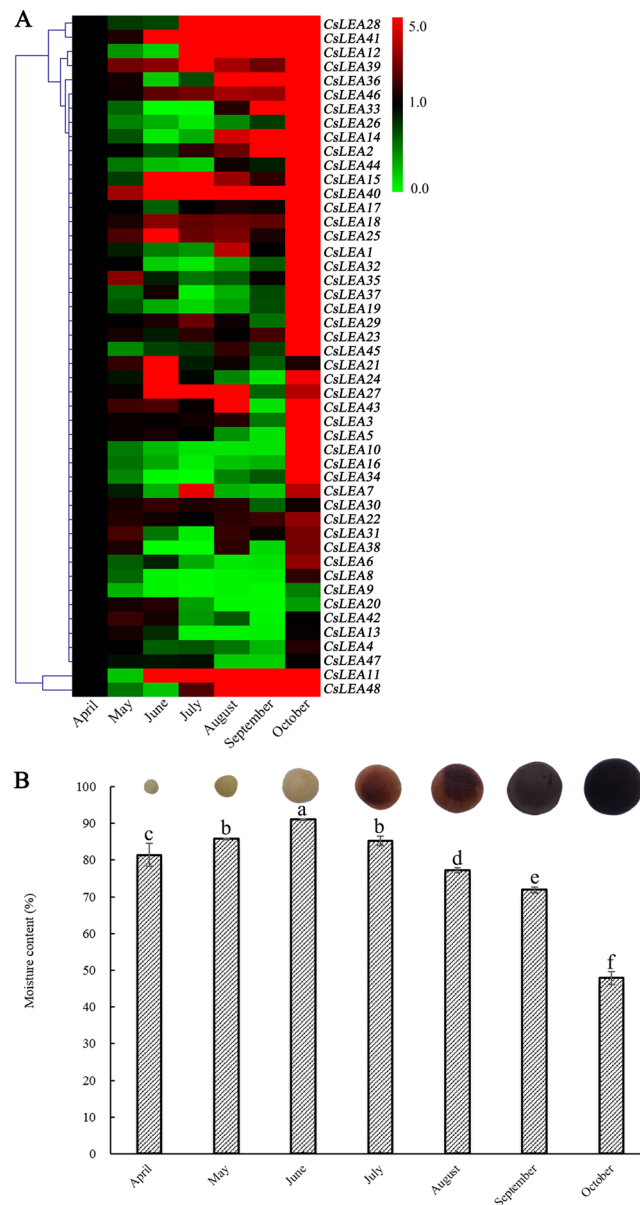 A
CsLEA28
CsLEA41
CsLEA12
CsLEA39
CsLEA36
CsLEA46
CsLEA33
CsLEA26
CsLEA14
CsLEA2
CsLEA44
CsLEA15
CsLEA40
CsLEA17
CsLEA18
CsLEA25
CsLEA1
CsLEA32
CsLEA35
CsLEA37
CsLEA19
CsLEA29
CsLEA23
CsLEA45
CsLEA21
CsLEA24
CsLEA27
CsLEA43
CsLEA3
CsLEA5
CsLEA10
CsLEA16
CsLEA34
CsLEA7
CsLEA30
CsLEA22
CsLEA31
CsLEA38
CsLEA6
CsLEA8
CsLEA9
CsLEA20
CsLEA42
CsLEA13
CsLEA4
CsLEA47
CsLEA11
CsLEA48
5.0
1.0
0.0
April May June July August September October
B
Moisture content (%)
100
90
80
70
60
50
40
30
20
10
0
c b a b d e f
April May June July August September October